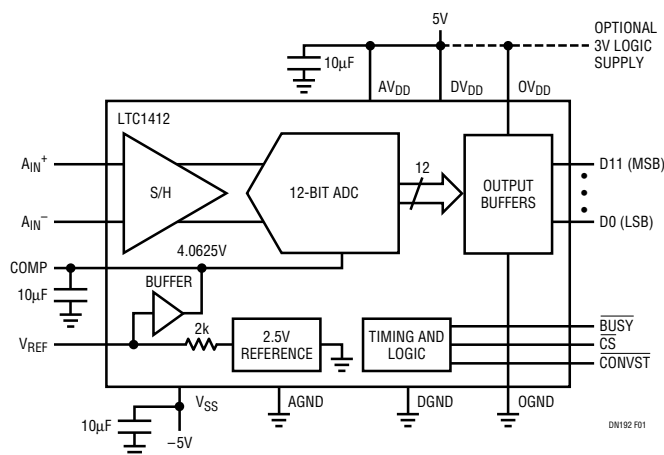 5V
OPTIONAL
3V LOGIC
SUPPLY
10µF
AVDD
DVDD
OVDD
LTC1412
AIN+
S/H
12-BIT ADC
12
OUTPUT
BUFFERS
D11 (MSB)
AIN–
D0 (LSB)
4.0625V
COMP
BUFFER
10µF
2k
2.5V
REFERENCE
TIMING AND
LOGIC
BUSY
CS
CONVST
VREF
VSS
AGND
DGND
OGND
10µF
–5V
DN192 F01